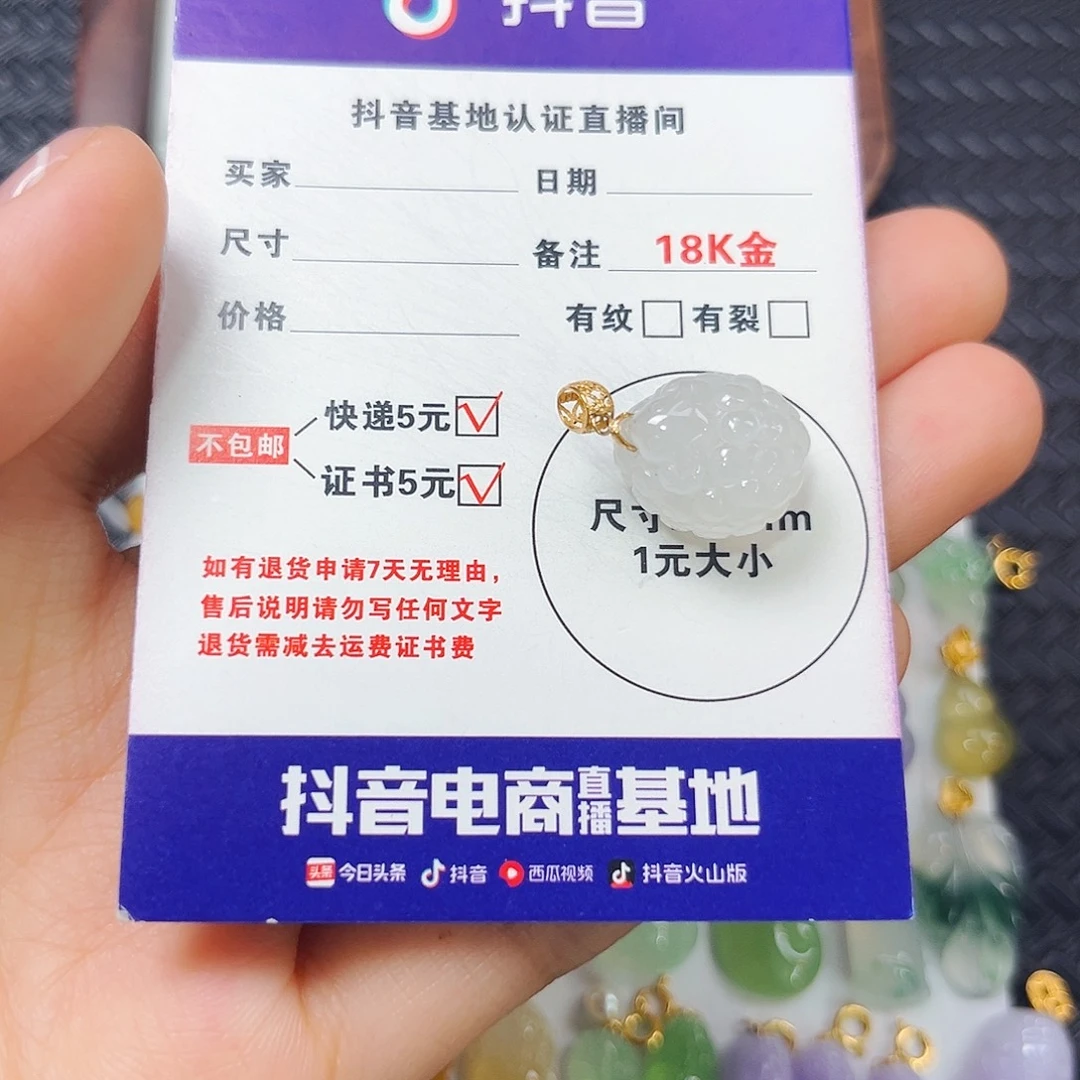 抖音
抖音基地认证直播间
买家 日期
尺寸 备注 18K金
价格 有纹 有裂
快递5元
不包邮
证书5元
尺寸 m
1元大小
如有退货申请7天无理由，
售后说明请勿写任何文字
退货需减去运费证书费
抖音电商直播基地
头条 今日头条 抖音 西瓜视频 抖音火山版